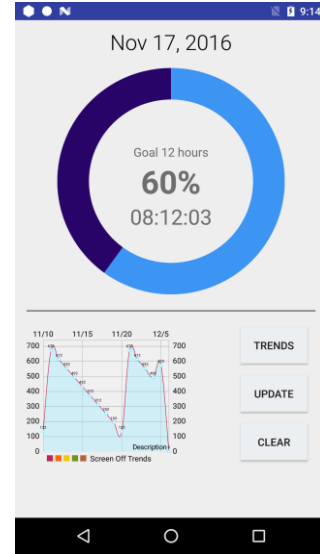 9:14
Nov 17, 2016
Goal 12 hours
60%
08:12:03
11/10 11/15 11/20 12/5
700 700
600 600
500 500
400 400
300 300
200 200
100 100
0 0
Description
Screen Off Trends
TRENDS
UPDATE
CLEAR